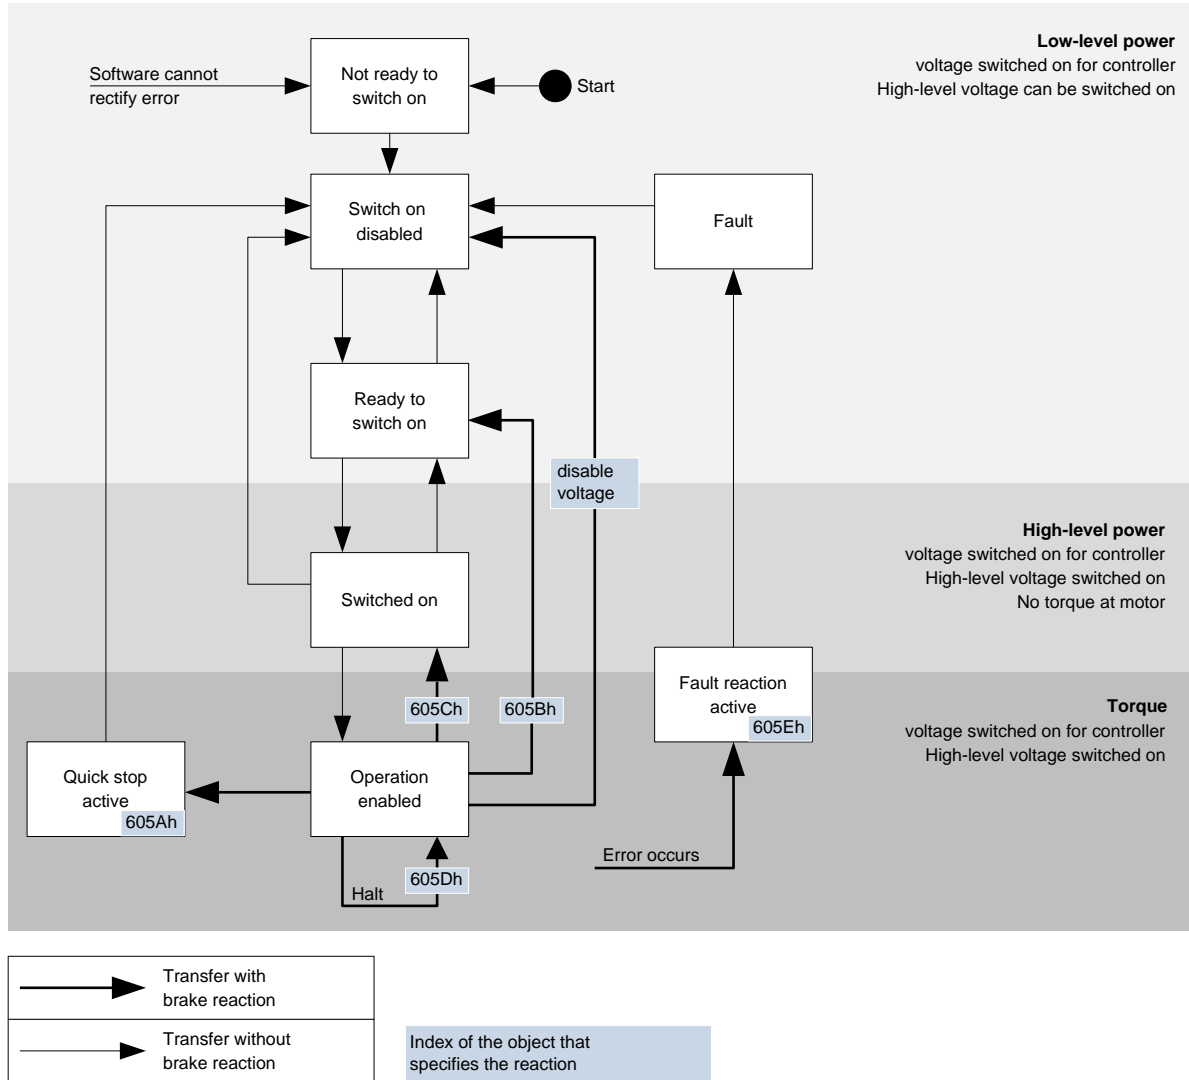 Low-level power
voltage switched on for controller
High-level voltage can be switched on
Software cannot
rectify error
Not ready to
switch on
Start
Switch on
disabled
Fault
Ready to
switch on
disable
voltage
High-level power
voltage switched on for controller
High-level voltage switched on
No torque at motor
Switched on
605Ch
605Bh
Fault reaction
active
605Eh
Torque
voltage switched on for controller
High-level voltage switched on
Quick stop
active
605Ah
Operation
enabled
Error occurs
605Dh
Halt
Transfer with
brake reaction
Transfer without
brake reaction
Index of the object that
specifies the reaction